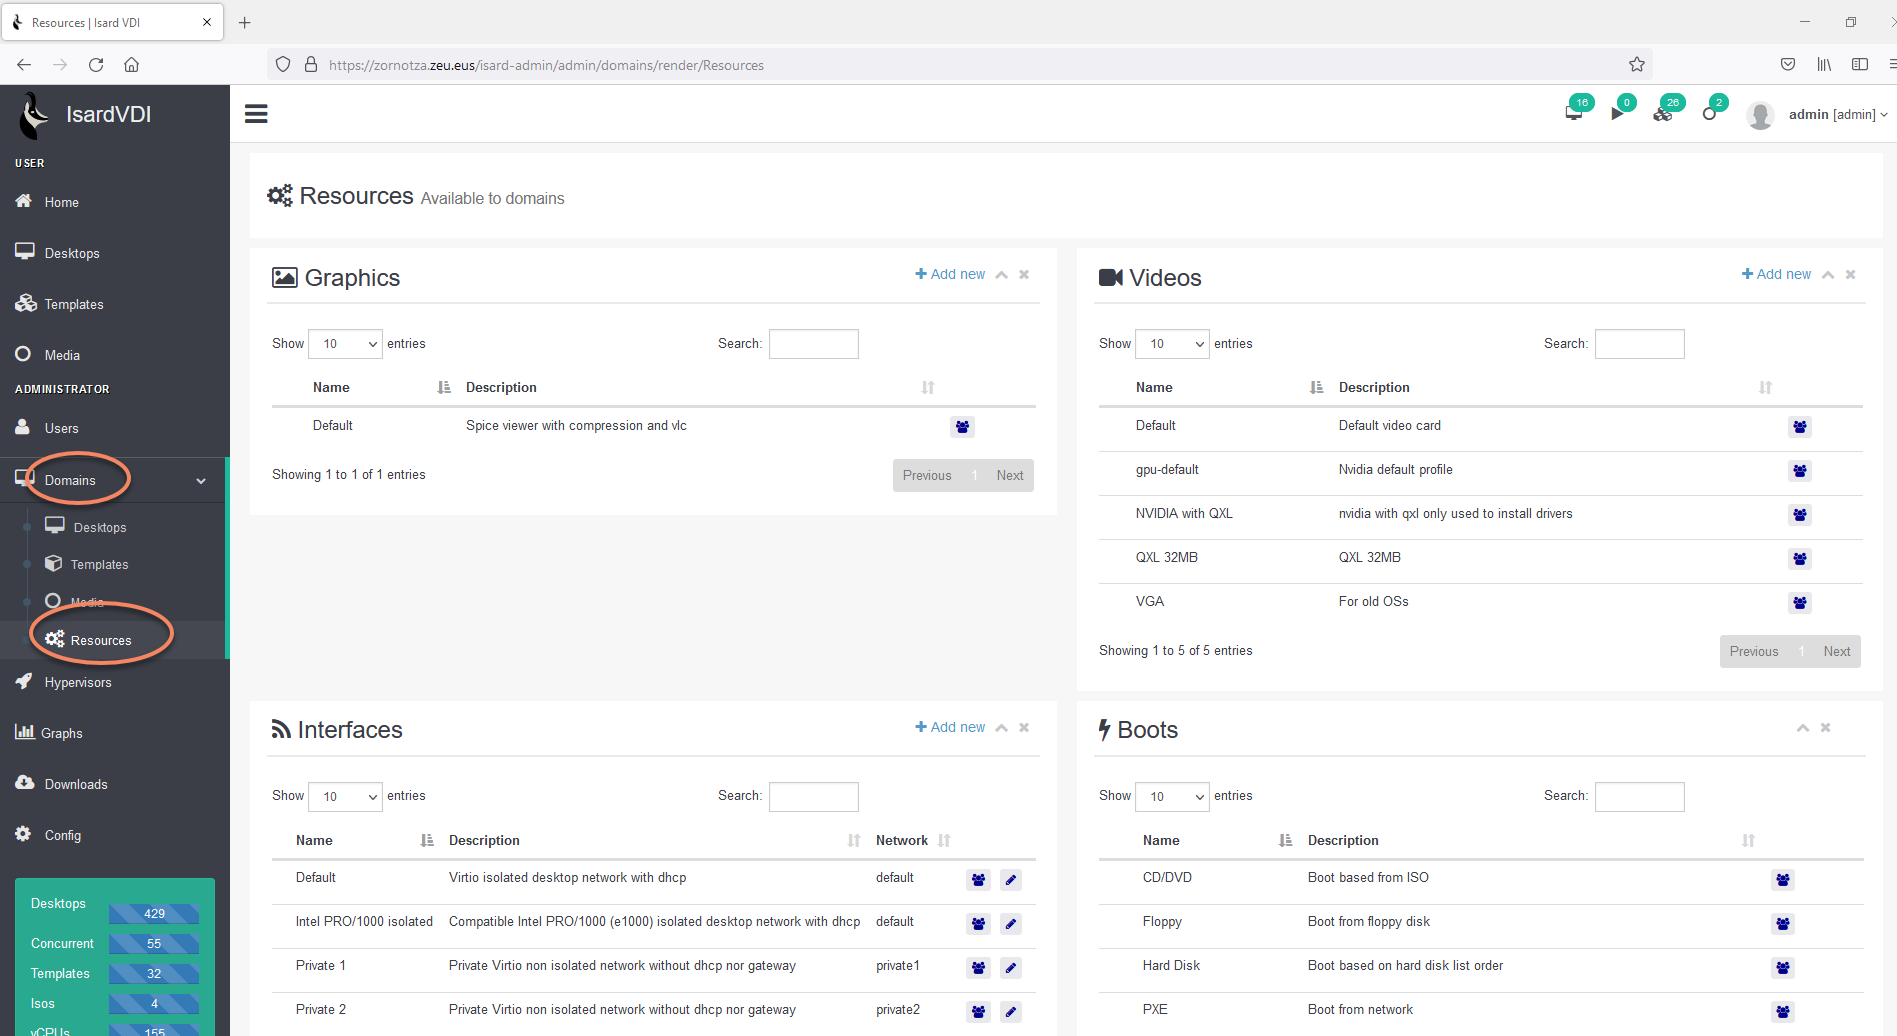 Resources | Isard VDI
https://zornotza.zeu.eus/isard-admin/admin/domains/render/Resources
IsardVDI
16
0
26
2
admin [admin]
USER
Home
Desktops
Templates
Media
ADMINISTRATOR
Users
Domains
Desktops
Templates
Media
Resources
Hypervisors
Graphs
Downloads
Config
Desktops 429
Concurrent 55
Templates 32
Isos 4
vCPUs 155
Resources Available to domains
Graphics
Add new
Show 10 entries
Search:
Name Description
Default Spice viewer with compression and vlc
Showing 1 to 1 of 1 entries
Previous 1 Next
Videos
Add new
Show 10 entries
Search:
Name Description
Default Default video card
gpu-default Nvidia default profile
NVIDIA with QXL nvidia with qxl only used to install drivers
QXL 32MB QXL 32MB
VGA For old OSs
Showing 1 to 5 of 5 entries
Previous 1 Next
Interfaces
Add new
Show 10 entries
Search:
Name Description Network
Default Virtio isolated desktop network with dhcp default
Intel PRO/1000 isolated Compatible Intel PRO/1000 (e1000) isolated desktop network with dhcp default
Private 1 Private Virtio non isolated network without dhcp nor gateway private1
Private 2 Private Virtio non isolated network without dhcp nor gateway private2
Boots
Show 10 entries
Search:
Name Description
CD/DVD Boot based from ISO
Floppy Boot from floppy disk
Hard Disk Boot based on hard disk list order
PXE Boot from network